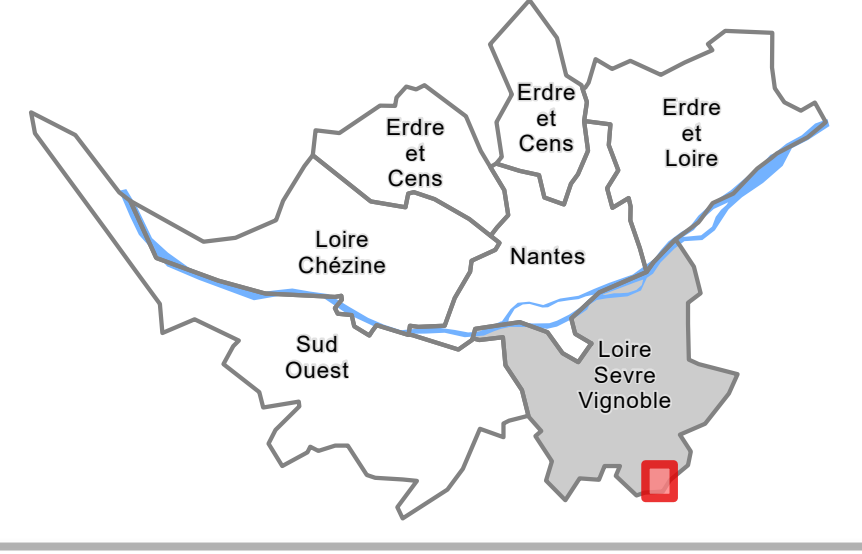 Erdre
et
Cens
Erdre
et
Loire
Erdre
et
Cens
Loire
Chézine
Nantes
Sud
Ouest
Loire
Sevre
Vignoble